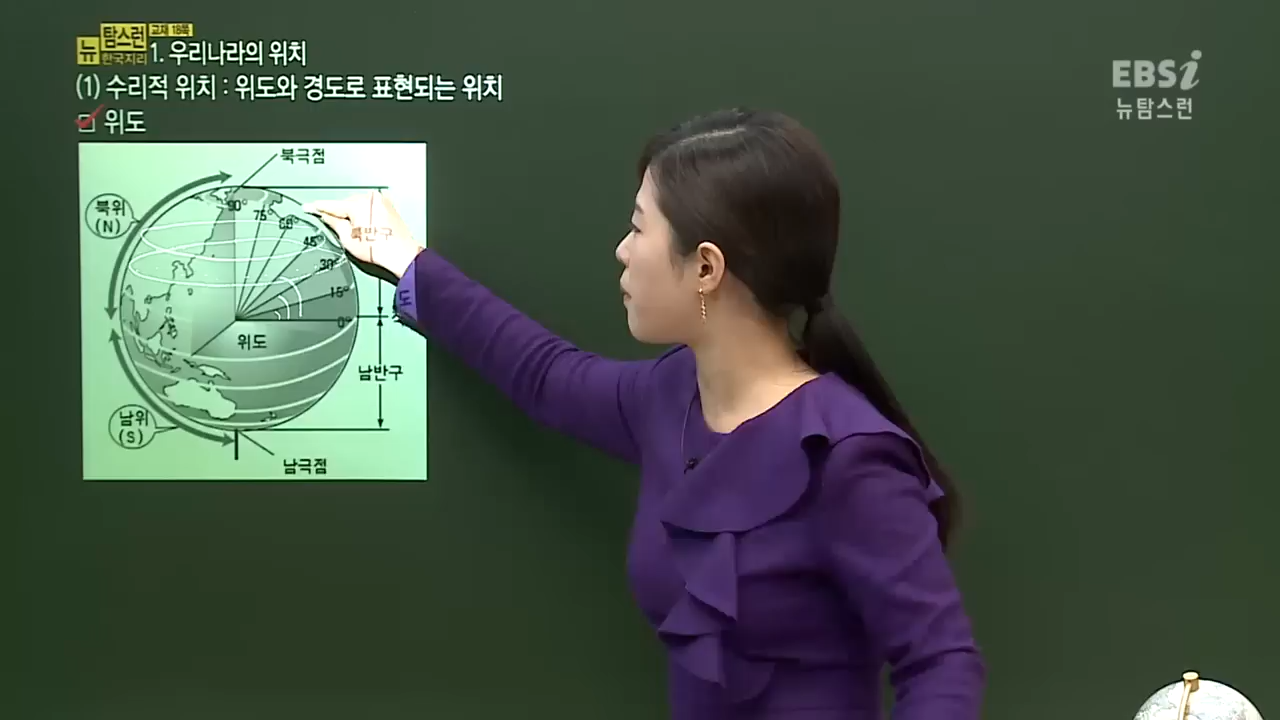 뉴 탐스런 한국지리
교재 18쪽
1. 우리나라의 위치
(1) 수리적 위치 : 위도와 경도로 표현되는 위치
위도
EBSi
뉴탐스런
북극점
북위
(N)
90°
75°
60°
45°
30°
15°
0°
북반구
위도
남반구
남위
(S)
남극점